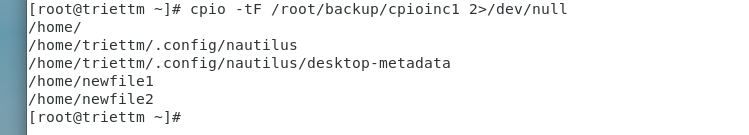 [root@triettm ~]# cpio -tF /root/backup/cpioinc1 2>/dev/null
/home/
/home/triettm/.config/nautilus
/home/triettm/.config/nautilus/desktop-metadata
/home/newfile1
/home/newfile2
[root@triettm ~]#